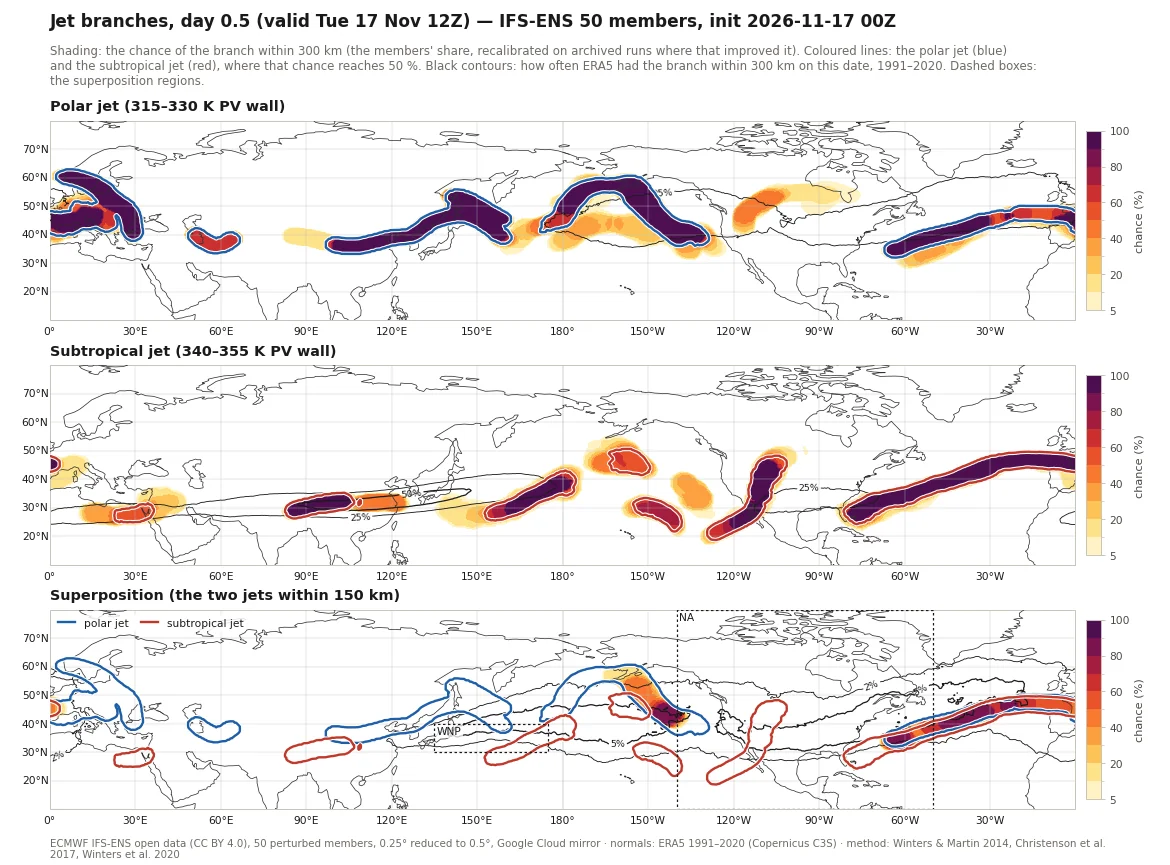 Jet branches, day 0.5 (valid Tue 17 Nov 12Z) — IFS-ENS 50 members, init 2026-11-17 00Z
Shading: the chance of the branch within 300 km (the members' share, recalibrated on archived runs where that improved it). Coloured lines: the polar jet (blue)
and the subtropical jet (red), where that chance reaches 50 %. Black contours: how often ERA5 had the branch within 300 km on this date, 1991–2020. Dashed boxes:
the superposition regions.
Polar jet (315–330 K PV wall)
70°N
60°N
50°N
40°N
30°N
20°N
5%
0° 30°E 60°E 90°E 120°E 150°E 180° 150°W 120°W 90°W 60°W 30°W
100
80
60
40
20
5
chance (%)
Subtropical jet (340–355 K PV wall)
70°N
60°N
50°N
40°N
30°N
20°N
50%
25%
25%
0° 30°E 60°E 90°E 120°E 150°E 180° 150°W 120°W 90°W 60°W 30°W
100
80
60
40
20
5
chance (%)
Superposition (the two jets within 150 km)
polar jet subtropical jet
NA
70°N
60°N
50°N
40°N
30°N
20°N
WNP
5%
2%
0° 30°E 60°E 90°E 120°E 150°E 180° 150°W 120°W 90°W 60°W 30°W
100
80
60
40
20
5
chance (%)
ECMWF IFS-ENS open data (CC BY 4.0), 50 perturbed members, 0.25° reduced to 0.5°, Google Cloud mirror · normals: ERA5 1991–2020 (Copernicus C3S) · method: Winters & Martin 2014, Christenson et al.
2017, Winters et al. 2020